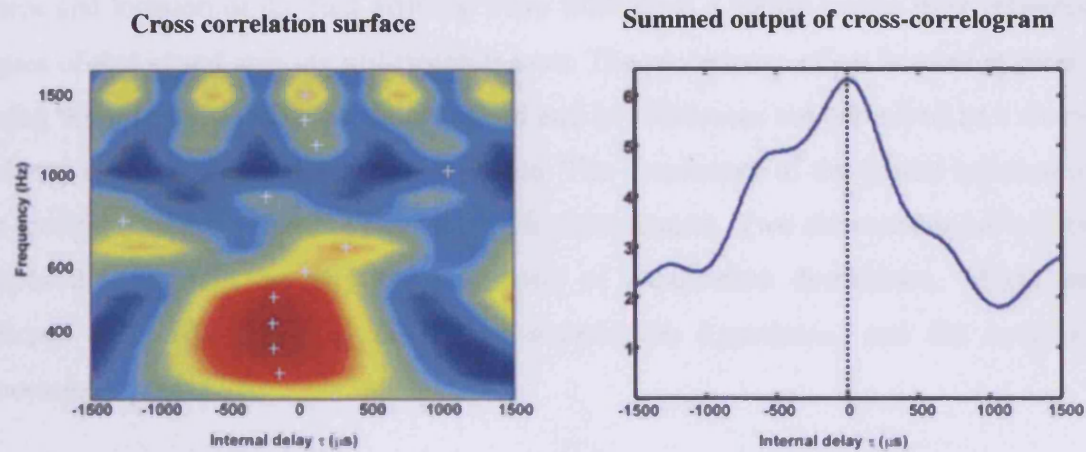 Cross correlation surface
Summed output of cross-correlogram
Frequency (Hz)
1500
1000
600
400
-1500 -1000 -500 0 500 1000 1500
Internal delay τ (µs)
6
5
4
3
2
1
-1500 -1000 -500 0 500 1000 1500
Internal delay τ (µs)